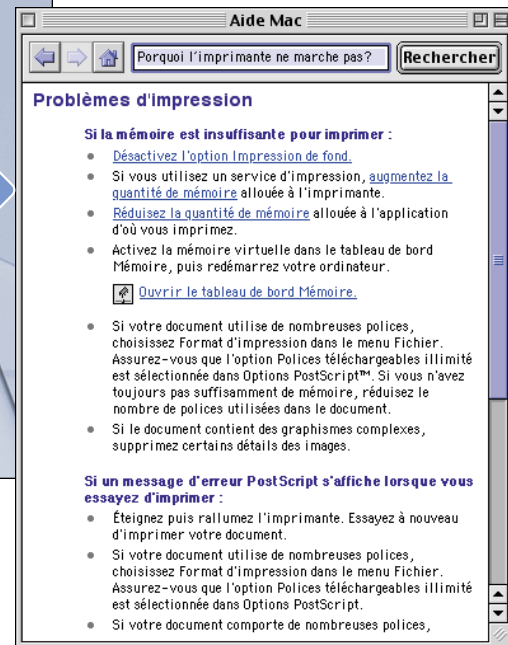 Aide Mac
Porquoi l'imprimante ne marche pas?
Rechercher
Problèmes d'impression
Si la mémoire est insuffisante pour imprimer :
Désactivez l'option Impression de fond.
Si vous utilisez un service d'impression, augmentez la
quantité de mémoire allouée à l'imprimante.
Réduisez la quantité de mémoire allouée à l'application
d'où vous imprimez.
Activez la mémoire virtuelle dans le tableau de bord
Mémoire, puis redémarrez votre ordinateur.
Ouvrir le tableau de bord Mémoire.
Si votre document utilise de nombreuses polices,
choisissez Format d'impression dans le menu Fichier.
Assurez-vous que l'option Polices téléchargeables illimité
est sélectionnée dans Options PostScript™. Si vous n'avez
toujours pas suffisamment de mémoire, réduisez le
nombre de polices utilisées dans le document.
Si le document contient des graphismes complexes,
supprimez certains détails des images.
Si un message d'erreur PostScript s'affiche lorsque vous
essayez d'imprimer :
Éteignez puis rallumez l'imprimante. Essayez à nouveau
d'imprimer votre document.
Si votre document utilise de nombreuses polices,
choisissez Format d'impression dans le menu Fichier.
Assurez-vous que l'option Polices téléchargeables illimité
est sélectionnée dans Options PostScript.
Si votre document comporte de nombreuses polices,